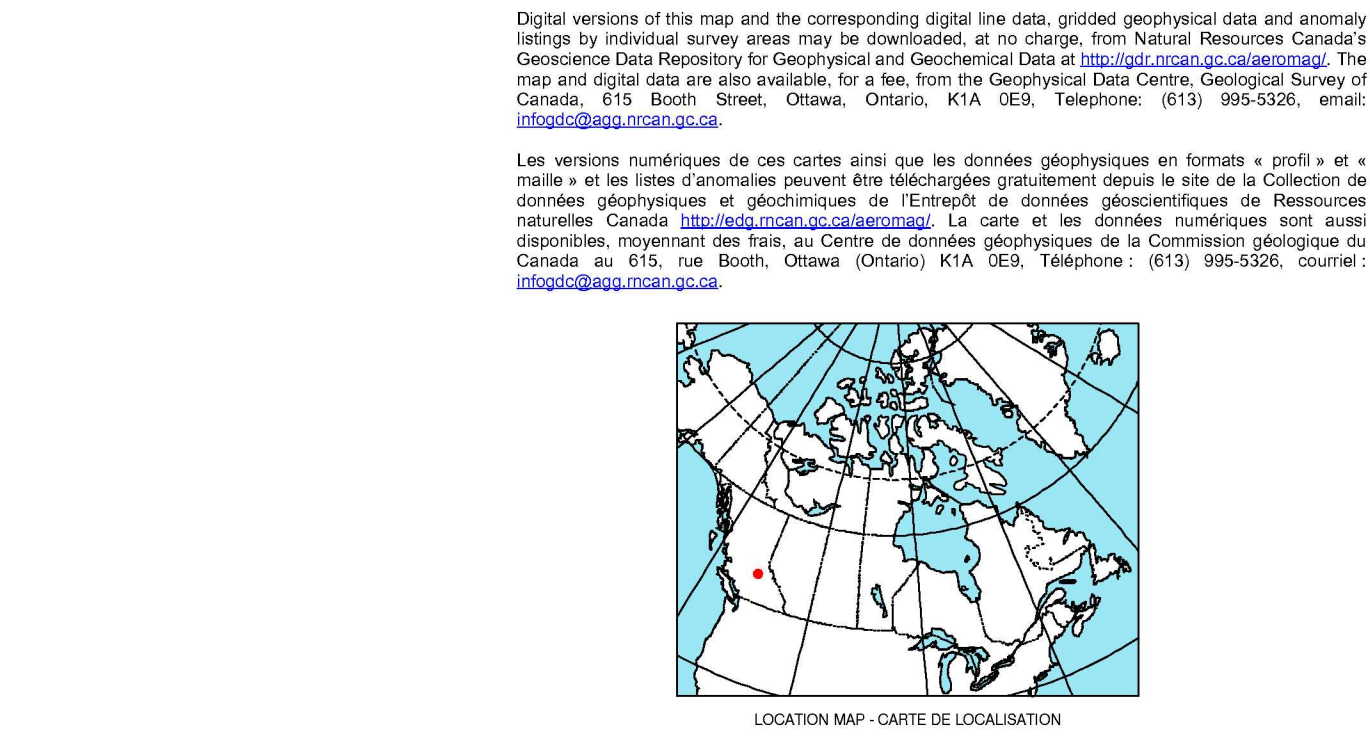 Digital versions of this map and the corresponding digital line data, gridded geophysical data and anomaly
listings by individual survey areas may be downloaded, at no charge, from Natural Resources Canada's
Geoscience Data Repository for Geophysical and Geochemical Data at http://gdr.nrcan.gc.ca/aeromag/. The
map and digital data are also available, for a fee, from the Geophysical Data Centre, Geological Survey of
Canada, 615 Booth Street, Ottawa, Ontario, K1A 0E9, Telephone: (613) 995-5326, email:
infogdc@agg.nrcan.gc.ca.
Les versions numériques de ces cartes ainsi que les données géophysiques en formats « profil » et «
maille » et les listes d'anomalies peuvent être téléchargées gratuitement depuis le site de la Collection de
données géophysiques et géochimiques de l'Entrepôt de données géoscientifiques de Ressources
naturelles Canada http://edg.rncan.gc.ca/aeromag/. La carte et les données numériques sont aussi
disponibles, moyennant des frais, au Centre de données géophysiques de la Commission géologique du
Canada au 615, rue Booth, Ottawa (Ontario) K1A 0E9, Téléphone : (613) 995-5326, courriel :
infogdc@agg.rncan.gc.ca.
LOCATION MAP - CARTE DE LOCALISATION